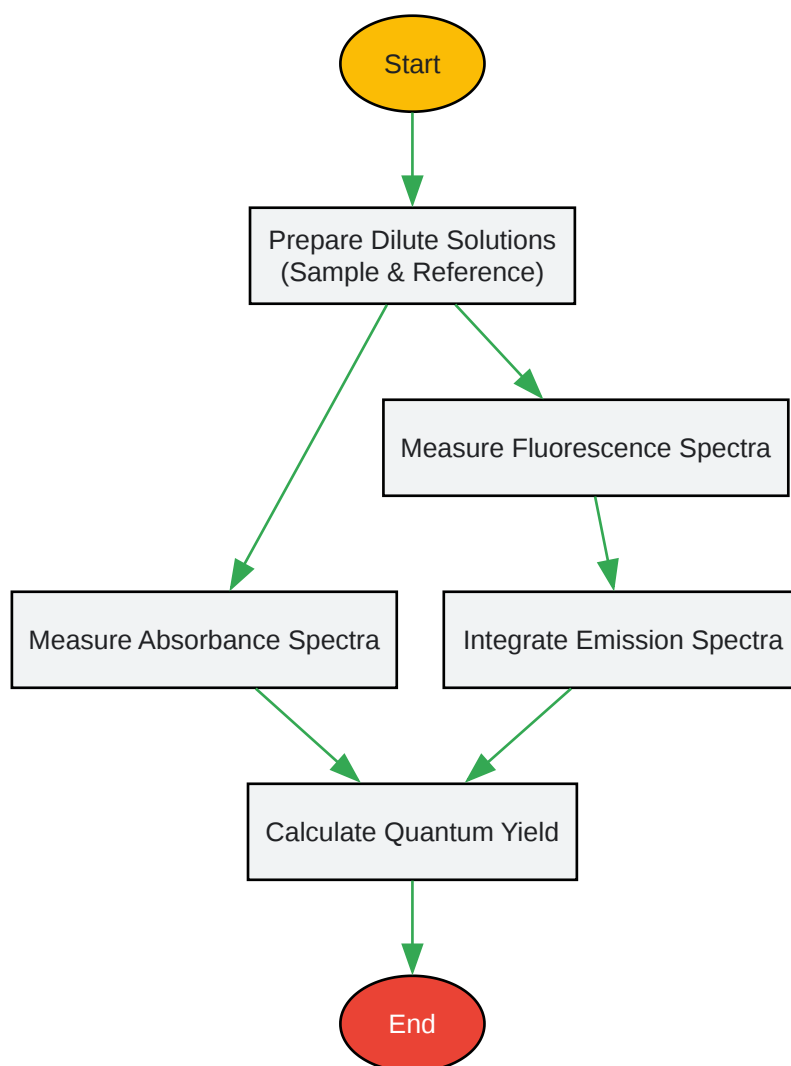 Start
Prepare Dilute Solutions
(Sample & Reference)
Measure Fluorescence Spectra
Measure Absorbance Spectra
Integrate Emission Spectra
Calculate Quantum Yield
End